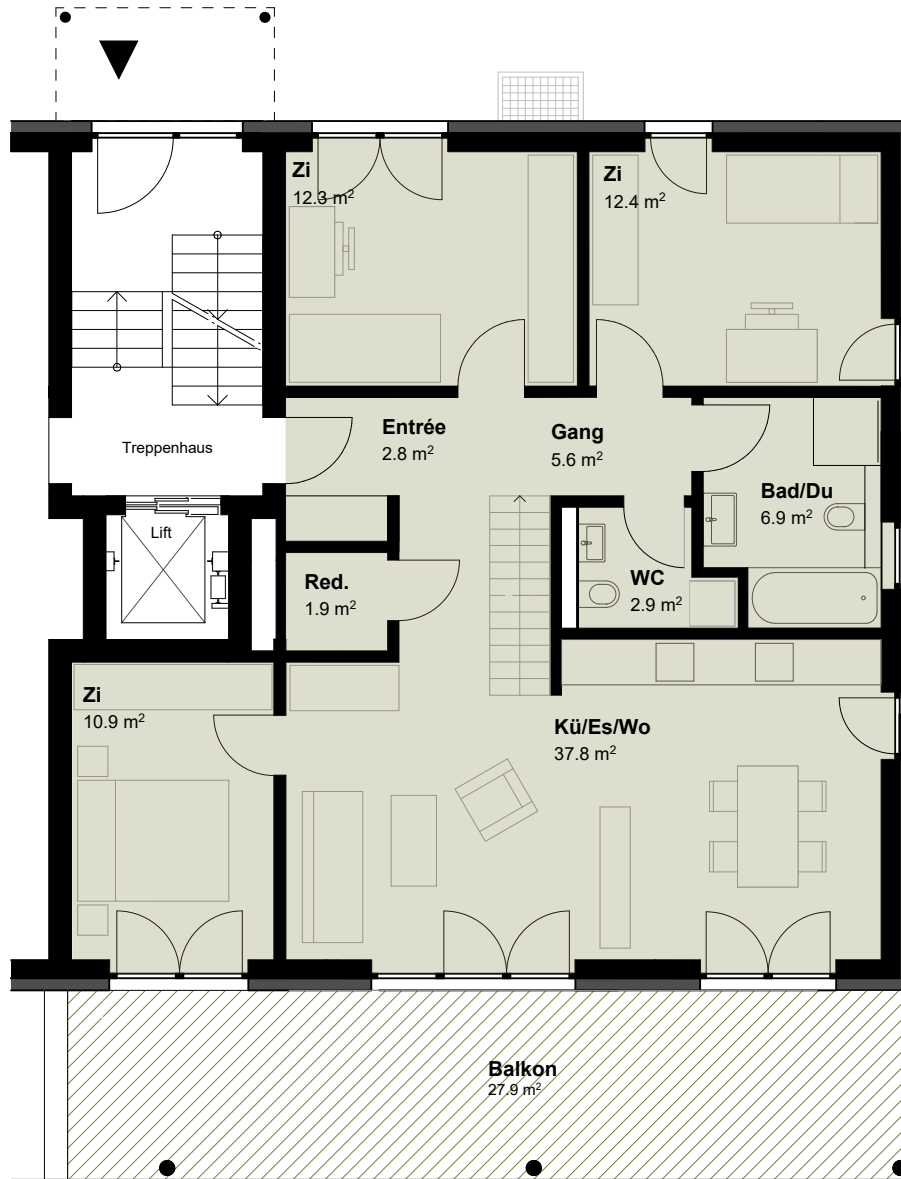 Zi
12.3 m²
Zi
12.4 m²
Entrée
2.8 m²
Gang
5.6 m²
Treppenhaus
Bad/Du
6.9 m²
Lift
Red.
1.9 m²
WC
2.9 m²
Zi
10.9 m²
Kü/Es/Wo
37.8 m²
Balkon
27.9 m²